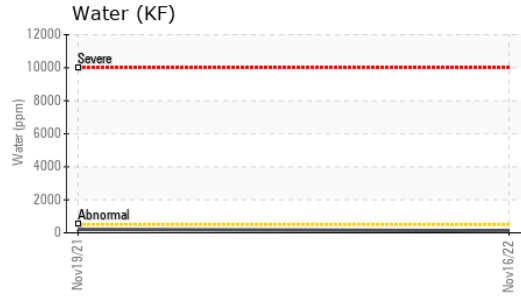 Water (KF)
12000
Severe
10000
8000
Water (ppm)
6000
4000
2000
Abnormal
0
Nov19/21
Nov16/22